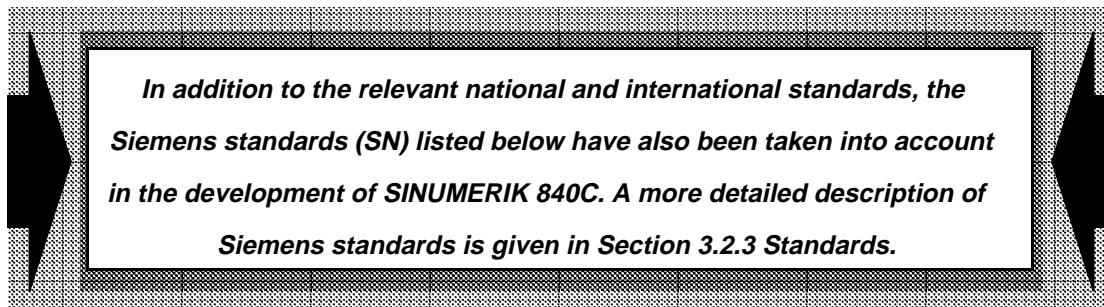 In addition to the relevant national and international standards, the
Siemens standards (SN) listed below have also been taken into account
in the development of SINUMERIK 840C. A more detailed description of
Siemens standards is given in Section 3.2.3 Standards.